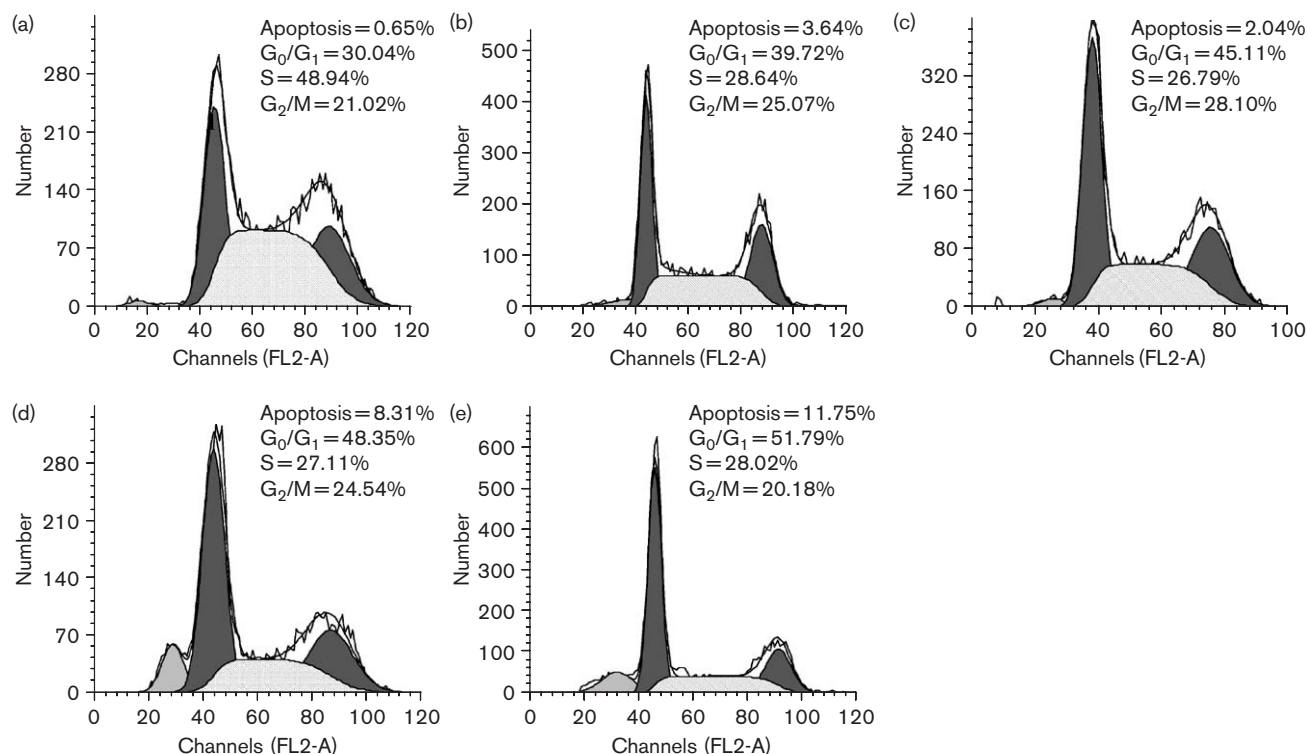 (a)
Apoptosis = 0.65%
G₀/G₁ = 30.04%
S = 48.94%
G₂/M = 21.02%
Number
280
210
140
70
0
0 20 40 60 80 100 120
Channels (FL2-A)
(b)
Apoptosis = 3.64%
G₀/G₁ = 39.72%
S = 28.64%
G₂/M = 25.07%
Number
500
400
300
200
100
0
0 20 40 60 80 100 120
Channels (FL2-A)
(c)
Apoptosis = 2.04%
G₀/G₁ = 45.11%
S = 26.79%
G₂/M = 28.10%
Number
320
240
160
80
0
0 20 40 60 80 100
Channels (FL2-A)
(d)
Apoptosis = 8.31%
G₀/G₁ = 48.35%
S = 27.11%
G₂/M = 24.54%
Number
280
210
140
70
0
0 20 40 60 80 100 120
Channels (FL2-A)
(e)
Apoptosis = 11.75%
G₀/G₁ = 51.79%
S = 28.02%
G₂/M = 20.18%
Number
600
500
400
300
200
100
0
0 20 40 60 80 100 120
Channels (FL2-A)